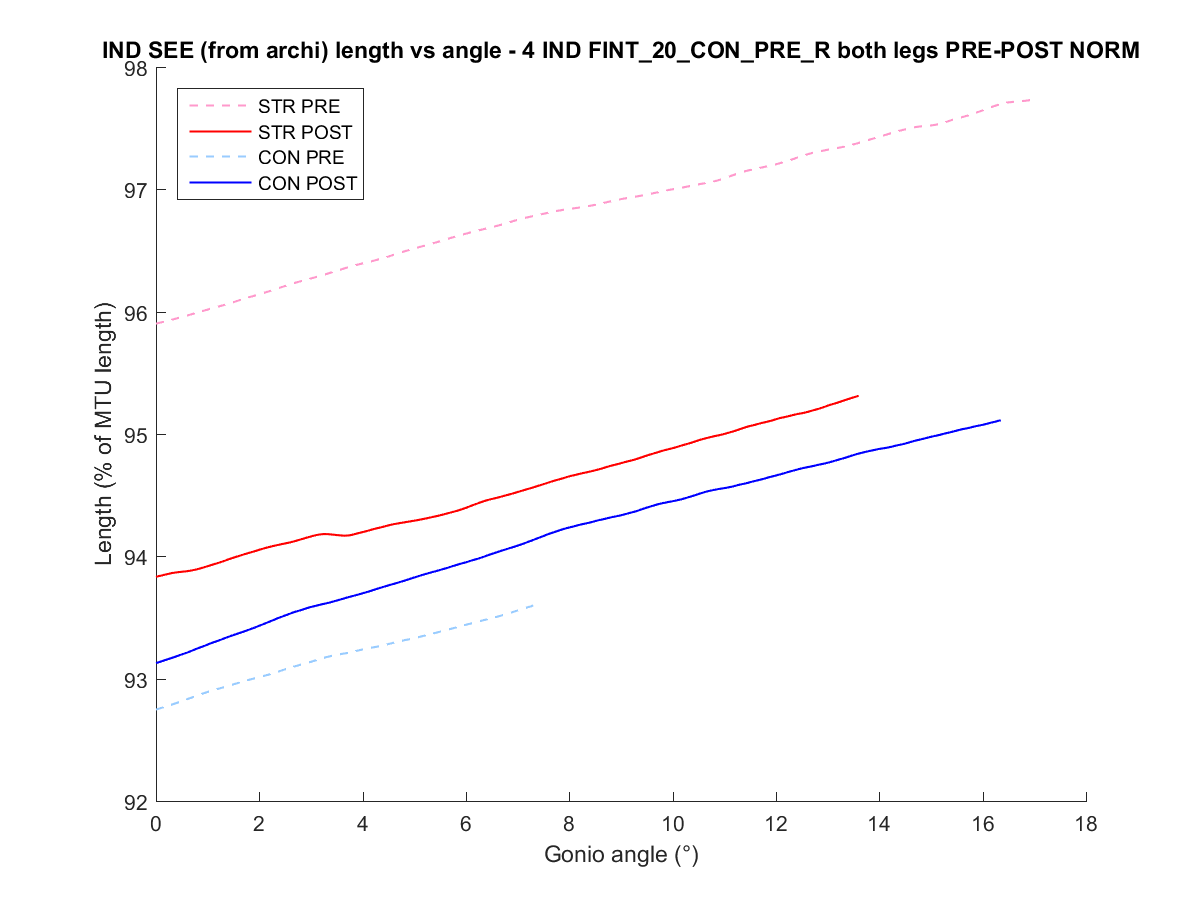 IND SEE (from archi) length vs angle - 4 IND FINT_20_CON_PRE_R both legs PRE-POST NORM
98
97
96
95
94
93
92
Length (% of MTU length)
STR PRE
STR POST
CON PRE
CON POST
0 2 4 6 8 10 12 14 16 18
Gonio angle (°)